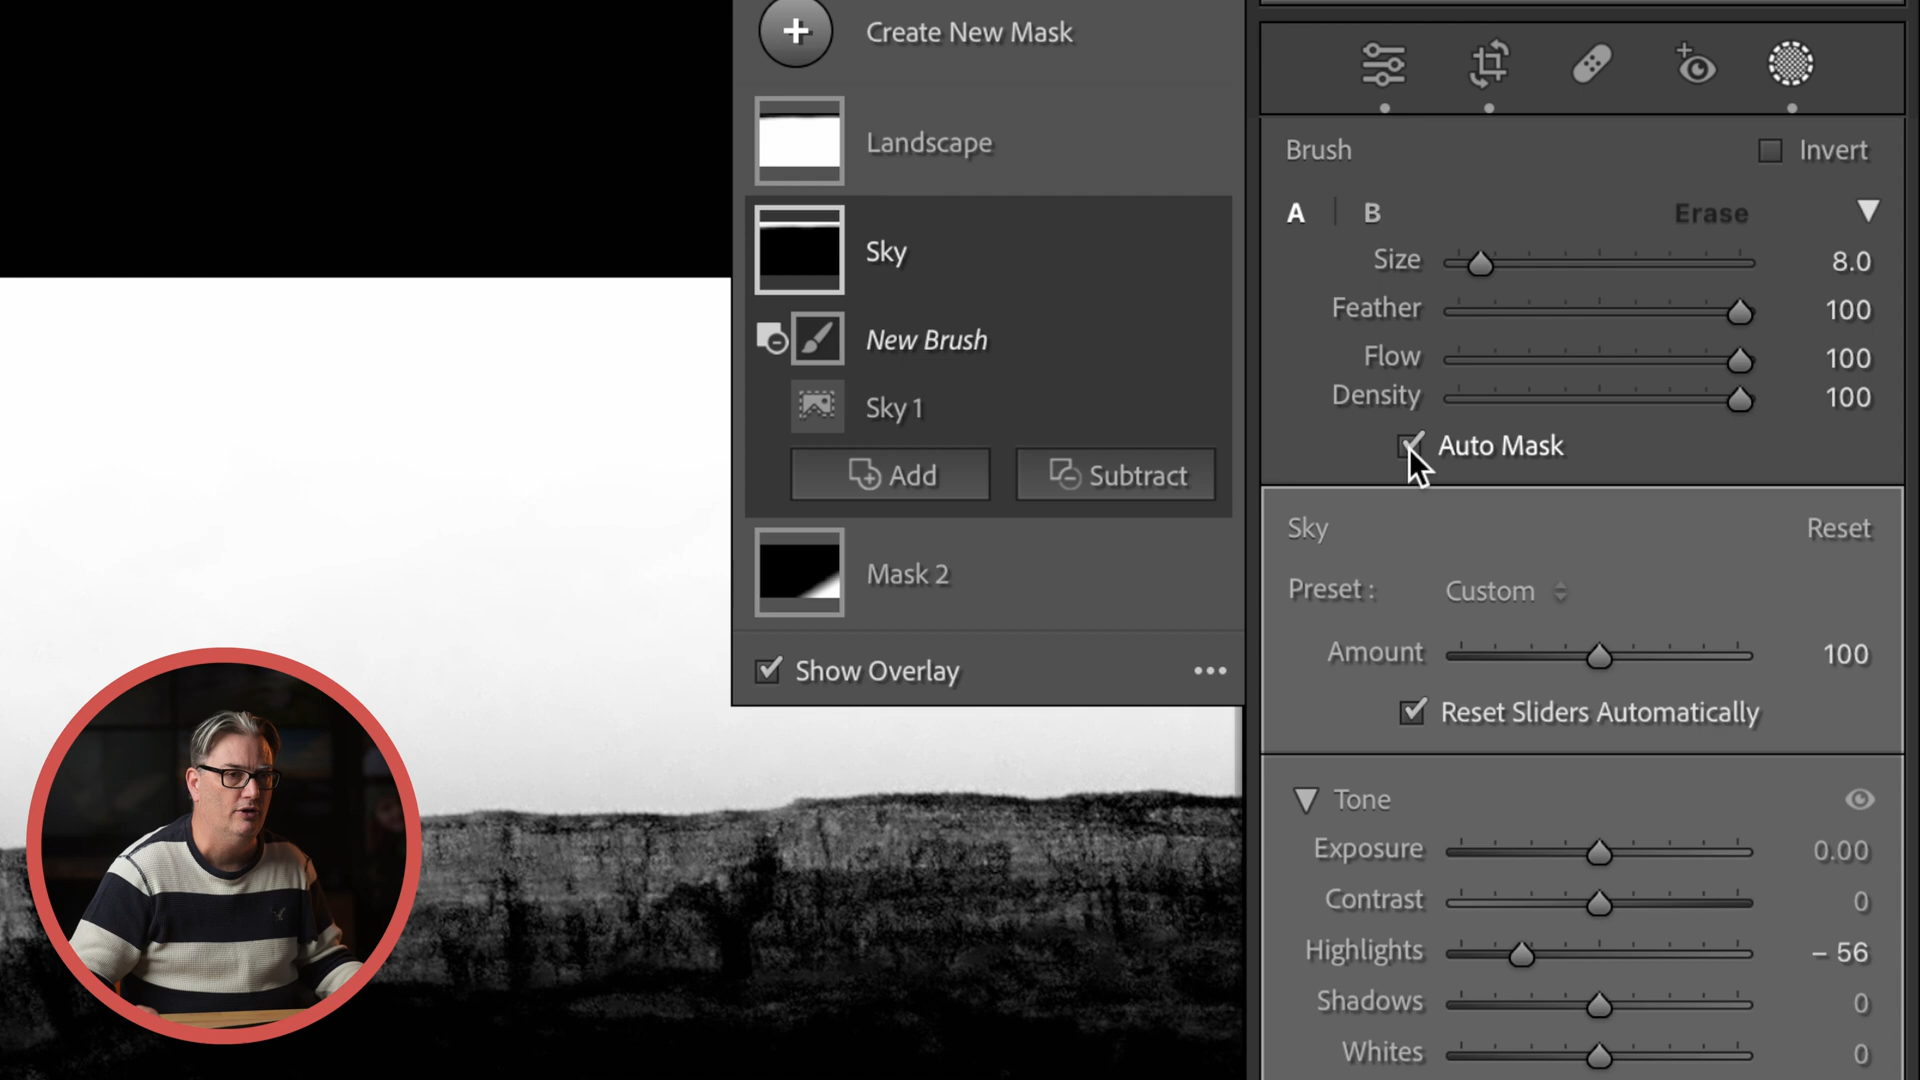 Create New Mask
Landscape
Sky
New Brush
Sky 1
Add
Subtract
Mask 2
Show Overlay
Brush
Invert
A | B
Erase
Size 8.0
Feather 100
Flow 100
Density 100
Auto Mask
Sky
Reset
Preset : Custom
Amount 100
Reset Sliders Automatically
Tone
Exposure 0.00
Contrast 0
Highlights – 56
Shadows 0
Whites 0